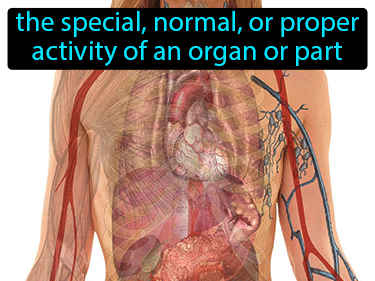 the special, normal, or proper
activity of an organ or part